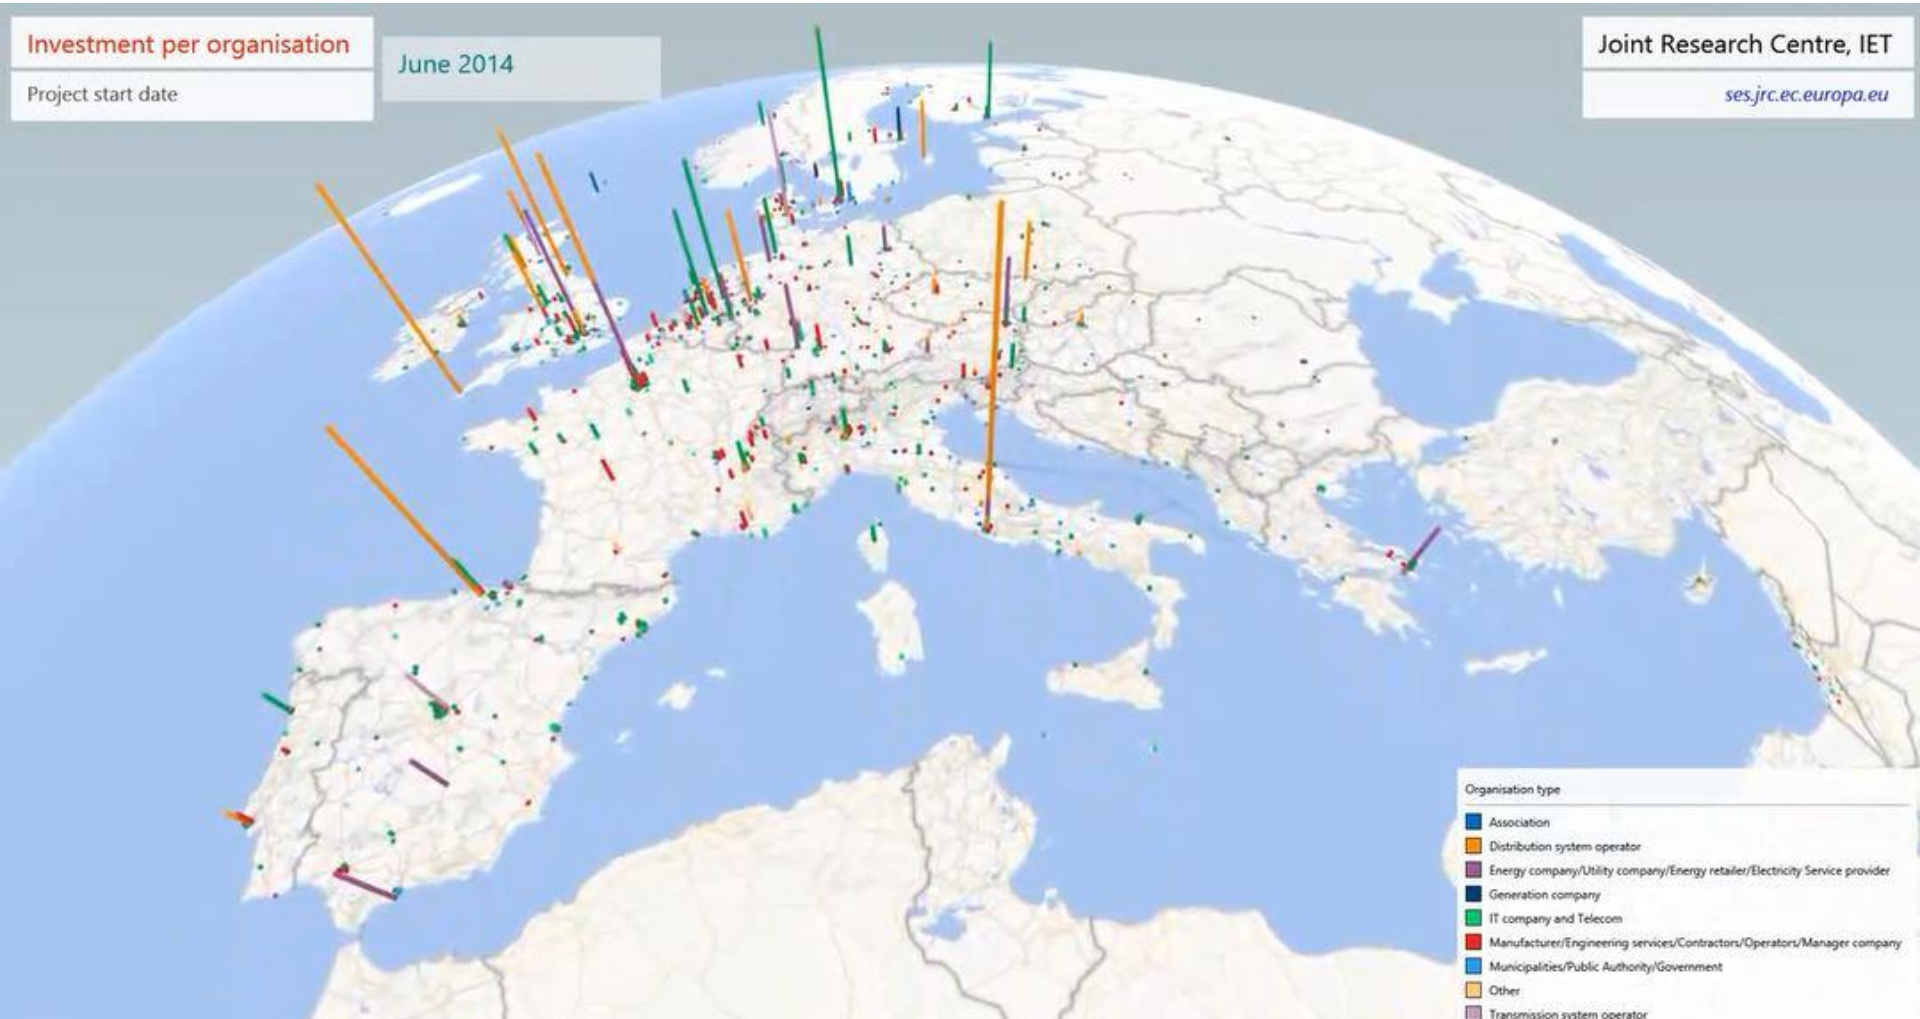 Investment per organisation
Project start date
June 2014
Joint Research Centre, IET
ses.jrc.ec.europa.eu
Organisation type
Association
Distribution system operator
Energy company/Utility company/Energy retailer/Electricity Service provider
Generation company
IT company and Telecom
Manufacturer/Engineering services/Contractors/Operators/Manager company
Municipalities/Public Authority/Government
Other
Transmission system operator